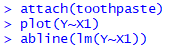 > attach(toothpaste)
> plot(Y~X1)
> abline(lm(Y~X1))